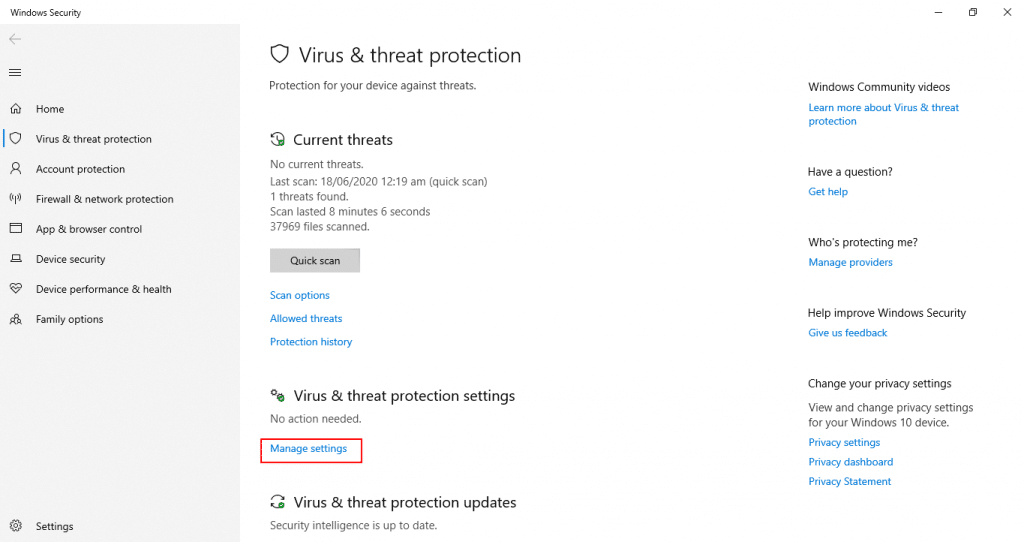 Windows Security
Home
Virus & threat protection
Account protection
Firewall & network protection
App & browser control
Device security
Device performance & health
Family options
Settings
Virus & threat protection
Protection for your device against threats.
Current threats
No current threats.
Last scan: 18/06/2020 12:19 am (quick scan)
1 threats found.
Scan lasted 8 minutes 6 seconds
37969 files scanned.
Quick scan
Scan options
Allowed threats
Protection history
Virus & threat protection settings
No action needed.
Manage settings
Virus & threat protection updates
Security intelligence is up to date.
Windows Community videos
Learn more about Virus & threat
protection
Have a question?
Get help
Who's protecting me?
Manage providers
Help improve Windows Security
Give us feedback
Change your privacy settings
View and change privacy settings
for your Windows 10 device.
Privacy settings
Privacy dashboard
Privacy Statement